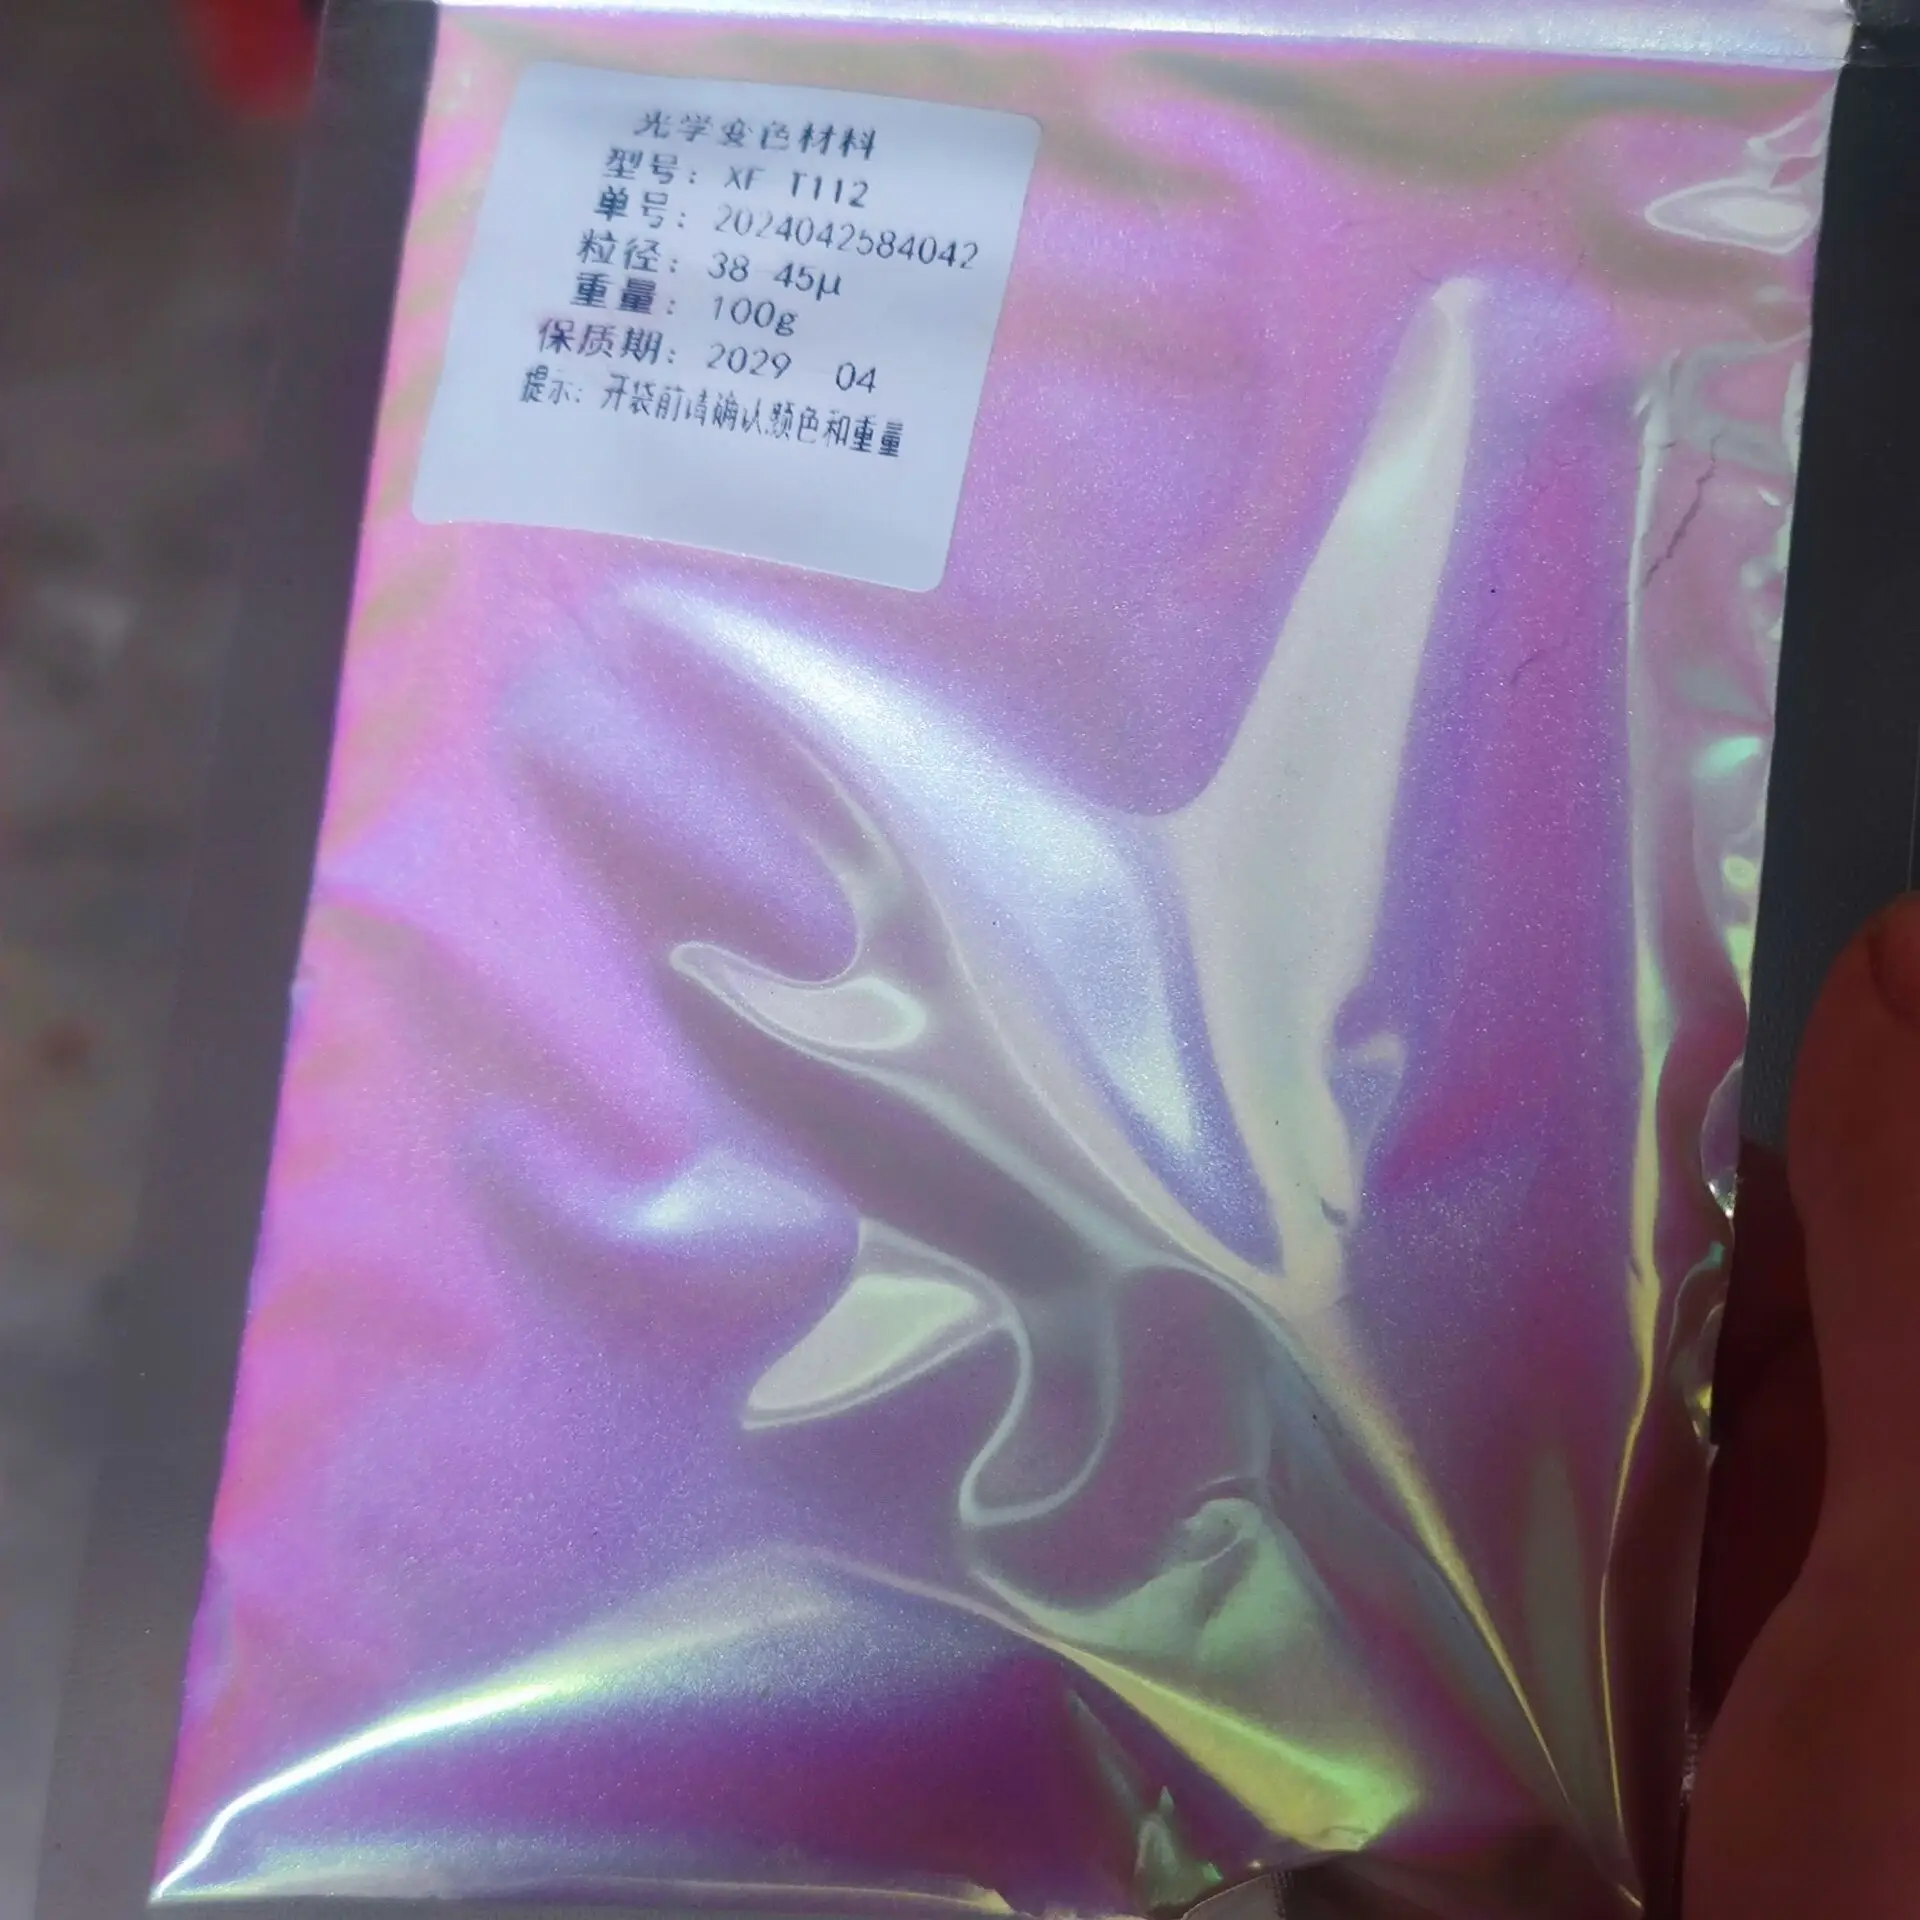 光学变色材料
型号: XF T112
单号: 2024042584042
粒径: 38 45μ
重量: 100g
保质期: 2029 04
提示: 开袋前请确认颜色和重量